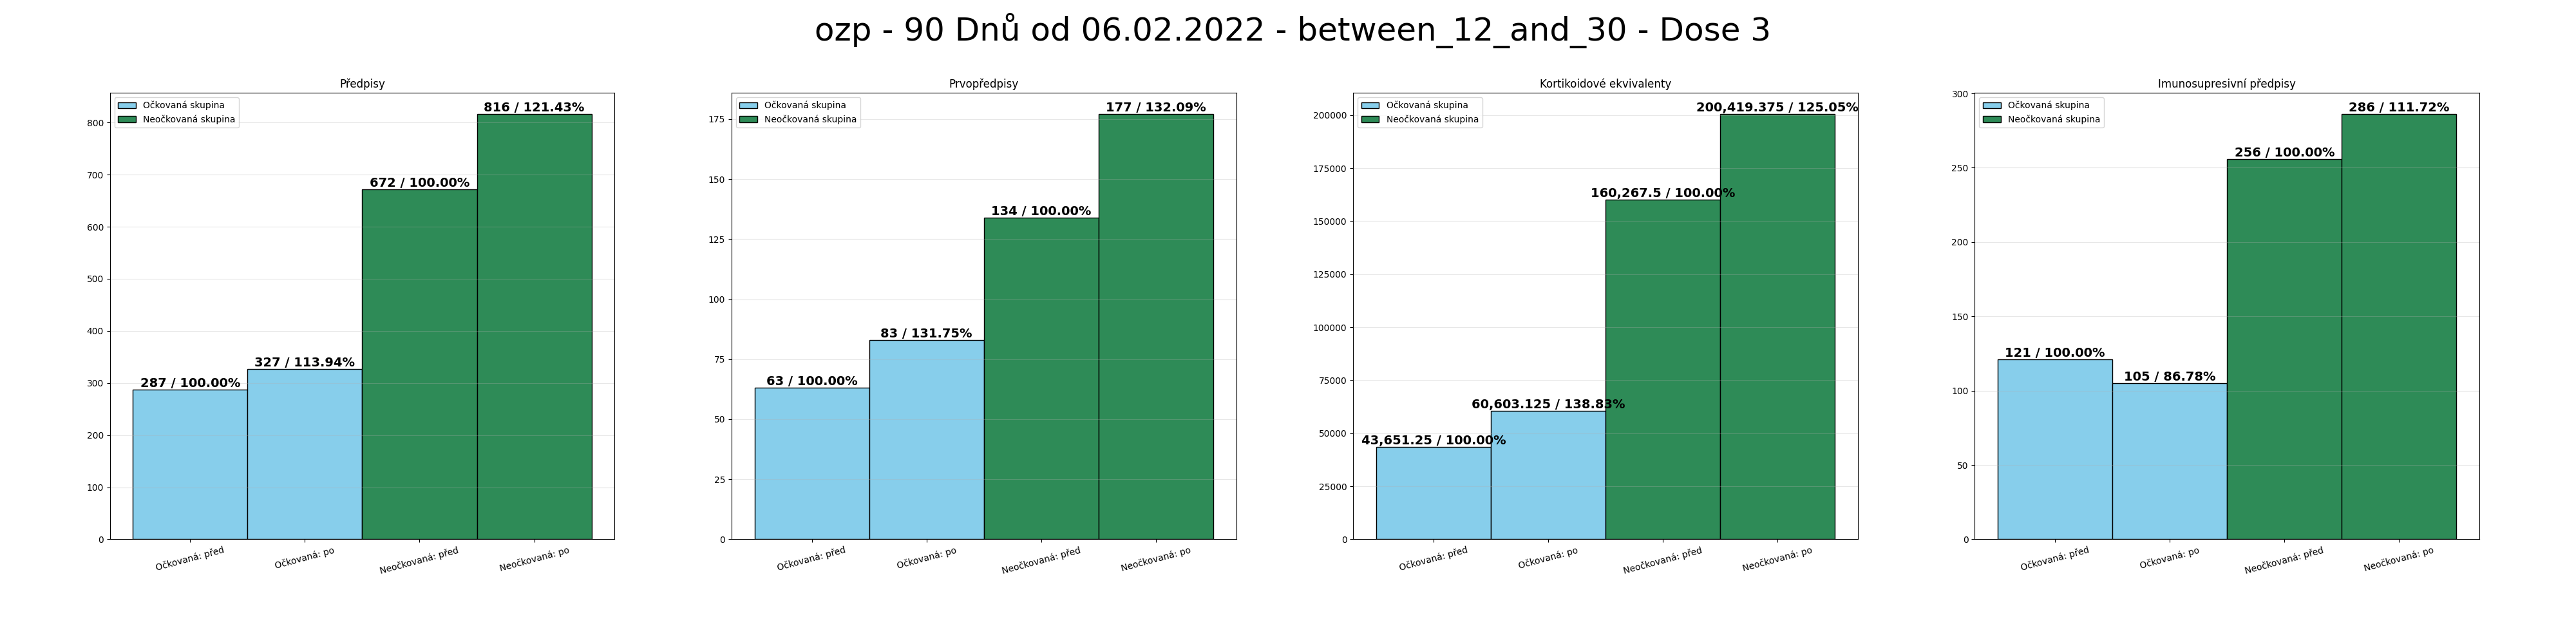 ozp - 90 Dnů od 06.02.2022 - between_12_and_30 - Dose 3
Předpisy
Očkovaná skupina
Neočkovaná skupina
800
700
600
500
400
300
200
100
0
287 / 100.00%
327 / 113.94%
672 / 100.00%
816 / 121.43%
Očkovaná: před
Očkovaná: po
Neočkovaná: před
Neočkovaná: po
Prvopředpisy
Očkovaná skupina
Neočkovaná skupina
175
150
125
100
75
50
25
0
63 / 100.00%
83 / 131.75%
134 / 100.00%
177 / 132.09%
Očkovaná: před
Očkovaná: po
Neočkovaná: před
Neočkovaná: po
Kortikoidové ekvivalenty
Očkovaná skupina
Neočkovaná skupina
200000
175000
150000
125000
100000
75000
50000
25000
0
43,651.25 / 100.00%
60,603.125 / 138.83%
160,267.5 / 100.00%
200,419.375 / 125.05%
Očkovaná: před
Očkovaná: po
Neočkovaná: před
Neočkovaná: po
Imunosupresivní předpisy
Očkovaná skupina
Neočkovaná skupina
300
250
200
150
100
50
0
121 / 100.00%
105 / 86.78%
256 / 100.00%
286 / 111.72%
Očkovaná: před
Očkovaná: po
Neočkovaná: před
Neočkovaná: po